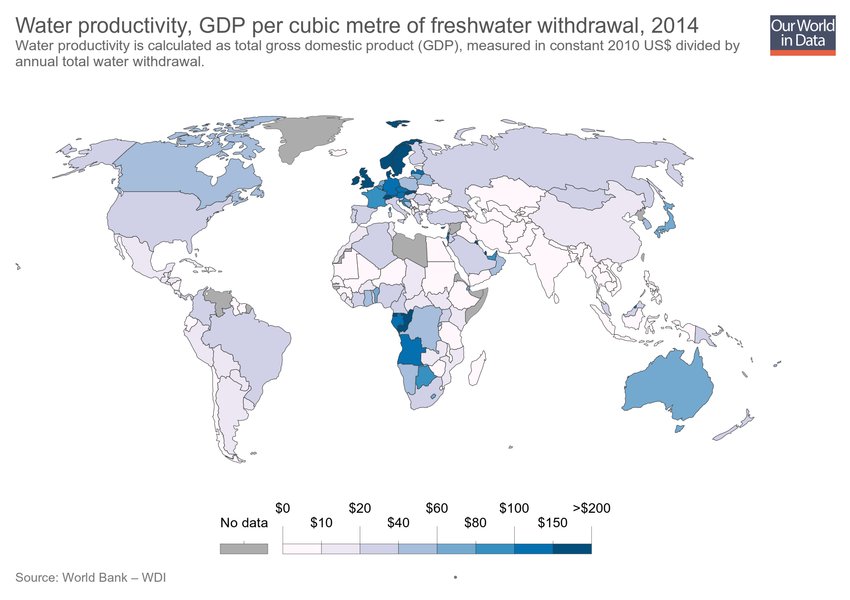 Water productivity, GDP per cubic metre of freshwater withdrawal, 2014
Water productivity is calculated as total gross domestic product (GDP), measured in constant 2010 US$ divided by
annual total water withdrawal.
Our World
in Data
$0 $20 $60 $100 >$200
No data $10 $40 $80 $150
Source: World Bank – WDI